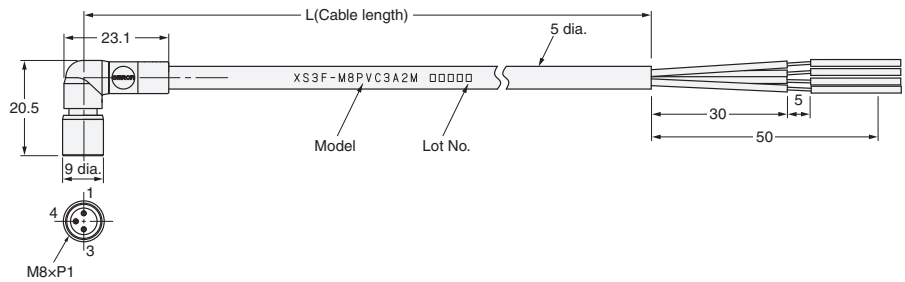 L(Cable length)
23.1
5 dia.
OMRON
XS3F-M8PVC3A2M □□□□□
20.5
30
5
50
Model
Lot No.
9 dia.
1
4
3
M8×P1